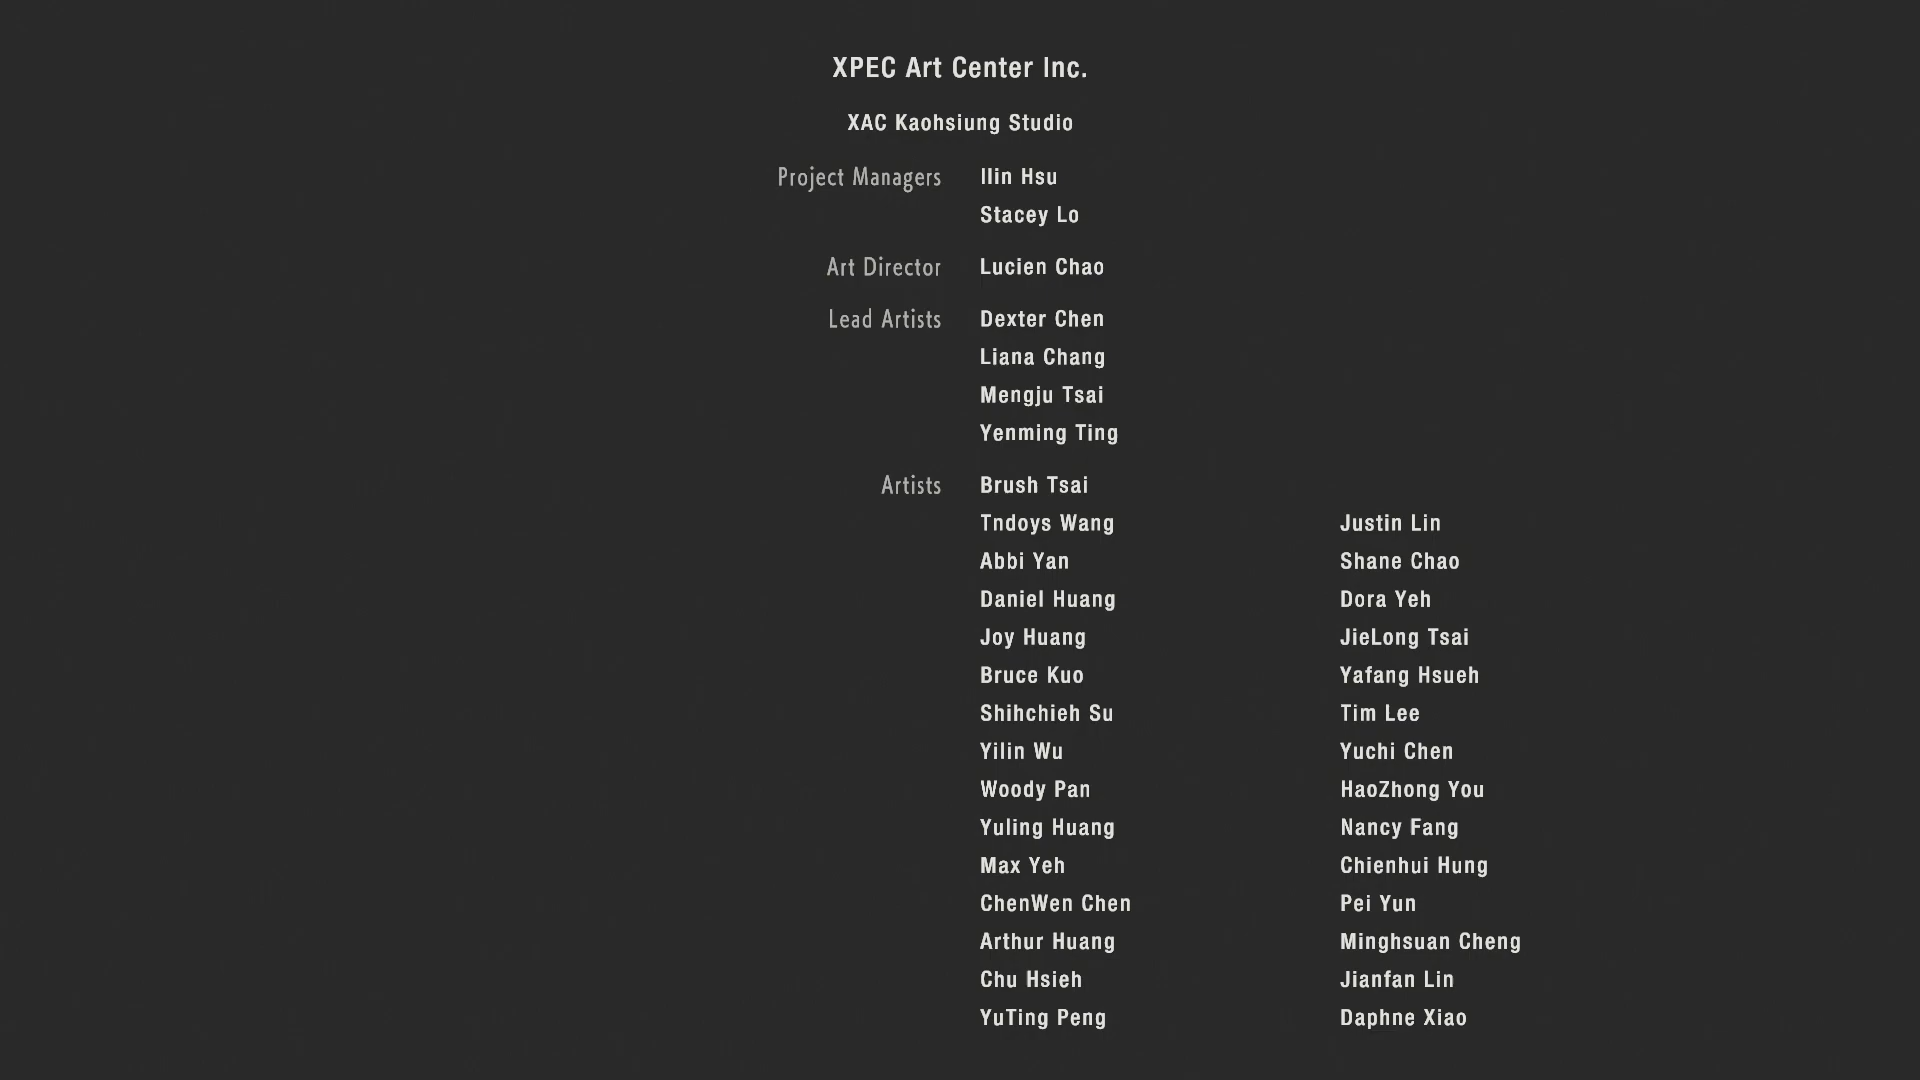 XPEC Art Center Inc.
XAC Kaohsiung Studio
Project Managers Ilin Hsu
Stacey Lo
Art Director Lucien Chao
Lead Artists Dexter Chen
Liana Chang
Mengju Tsai
Yenming Ting
Artists Brush Tsai
Tndoys Wang Justin Lin
Abbi Yan Shane Chao
Daniel Huang Dora Yeh
Joy Huang JieLong Tsai
Bruce Kuo Yafang Hsueh
Shihchieh Su Tim Lee
Yilin Wu Yuchi Chen
Woody Pan HaoZhong You
Yuling Huang Nancy Fang
Max Yeh Chienhui Hung
ChenWen Chen Pei Yun
Arthur Huang Minghsuan Cheng
Chu Hsieh Jianfan Lin
YuTing Peng Daphne Xiao